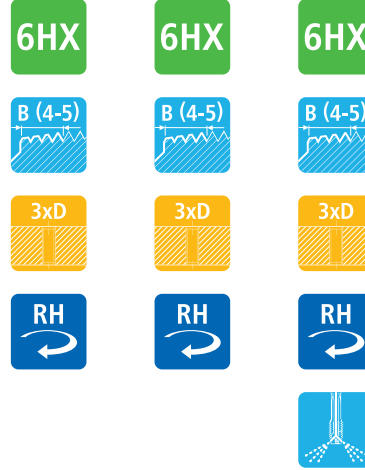 6HX 6HX 6HX
B (4-5) B (4-5) B (4-5)
3xD 3xD 3xD
RH RH RH